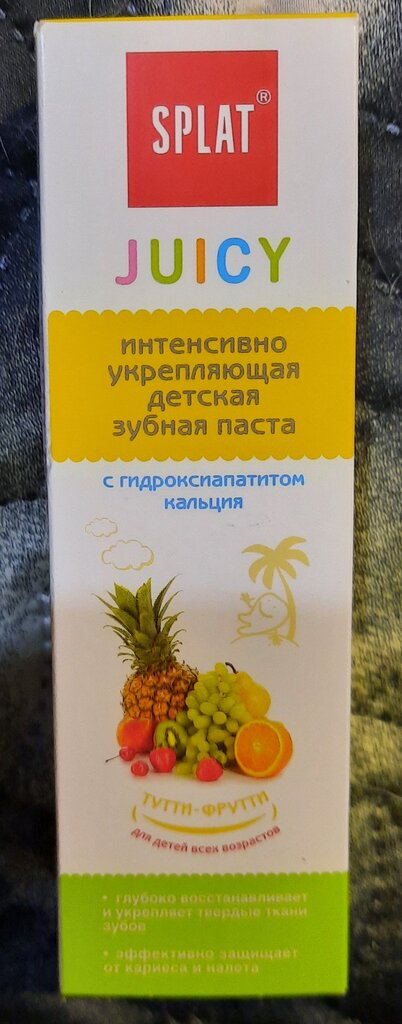 SPLAT®
JUICY
интенсивно
укрепляющая
детская
зубная паста
с гидроксиапатитом
кальция
ТУТТИ-ФРУТТИ
для детей всех возрастов
• глубоко восстанавливает
и укрепляет твердые ткани
зубов
• эффективно защищает
от кариеса и налета